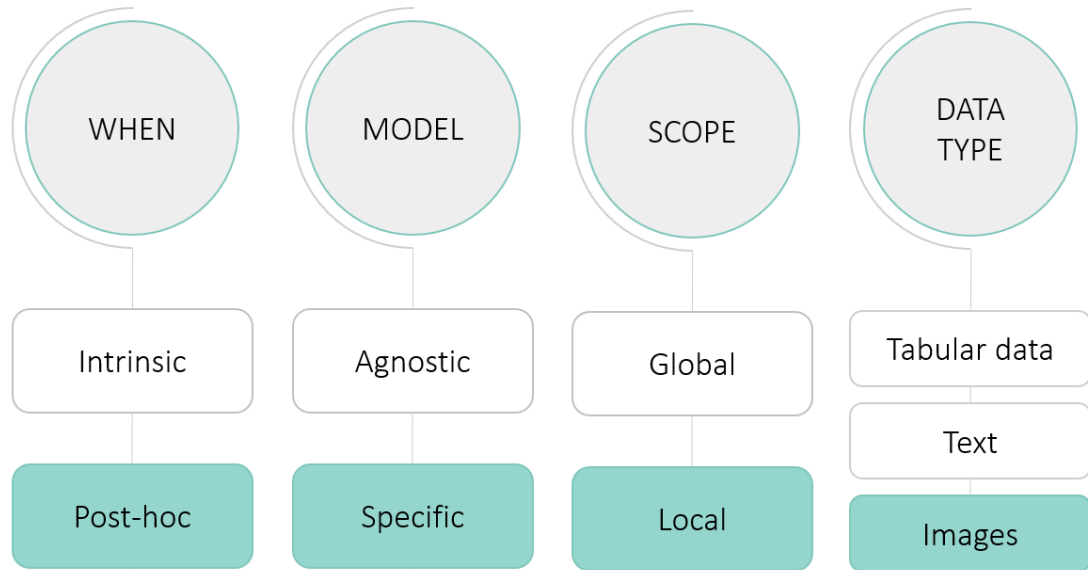 WHEN
MODEL
SCOPE
DATA
TYPE
Intrinsic
Agnostic
Global
Tabular data
Text
Post-hoc
Specific
Local
Images